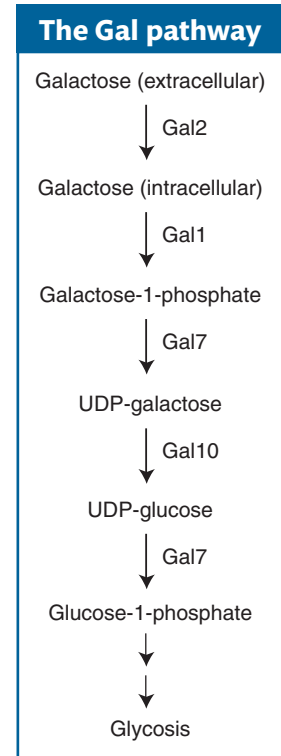 The Gal pathway
Galactose (extracellular)
Gal2
Galactose (intracellular)
Gal1
Galactose-1-phosphate
Gal7
UDP-galactose
Gal10
UDP-glucose
Gal7
Glucose-1-phosphate
Glycosis